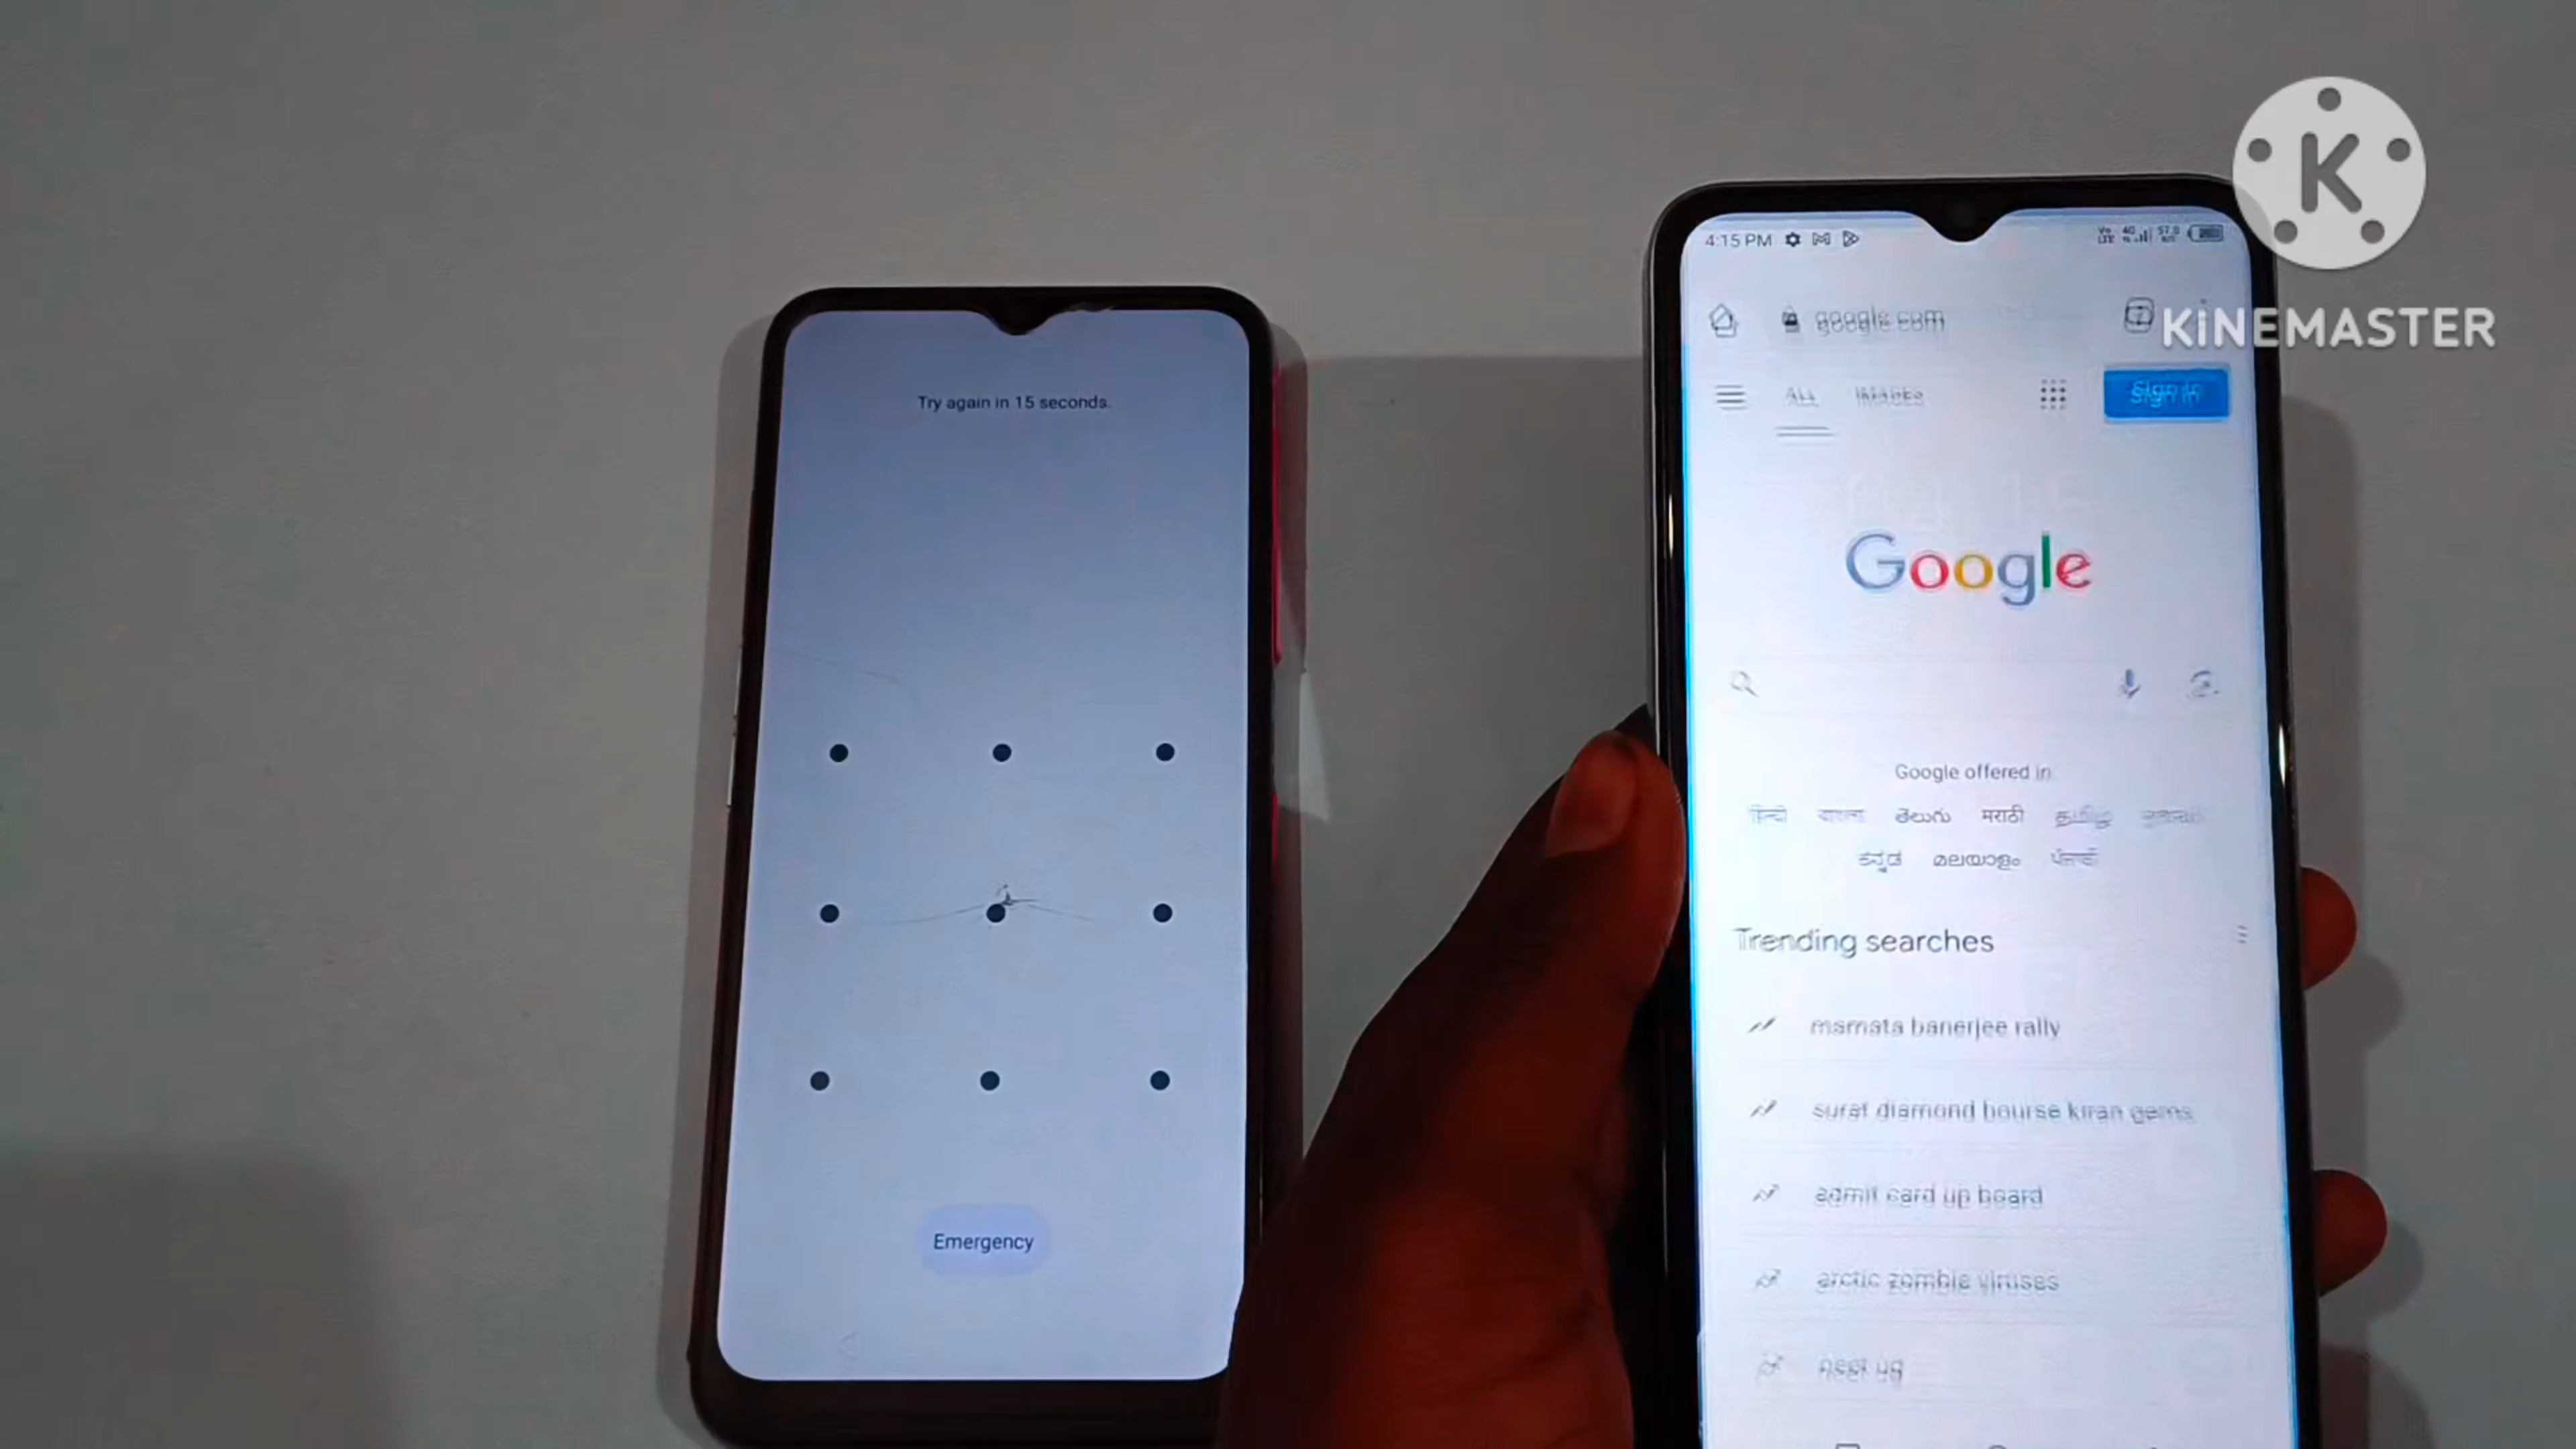 KINEMASTER
Try again in 15 seconds.
Emergency
4:15 PM
google.com
ALL IMAGES
Sign in
Google
Google offered in
हिन्दी বাংলা తెలుగు मराठी தமிழ்
ಕನ್ನಡ മലയാളം ਪੰਜਾਬੀ
Trending searches
mamata banerjee rally
surat diamond bourse kiran gems
admit card up board
arctic zombie viruses
neet ug